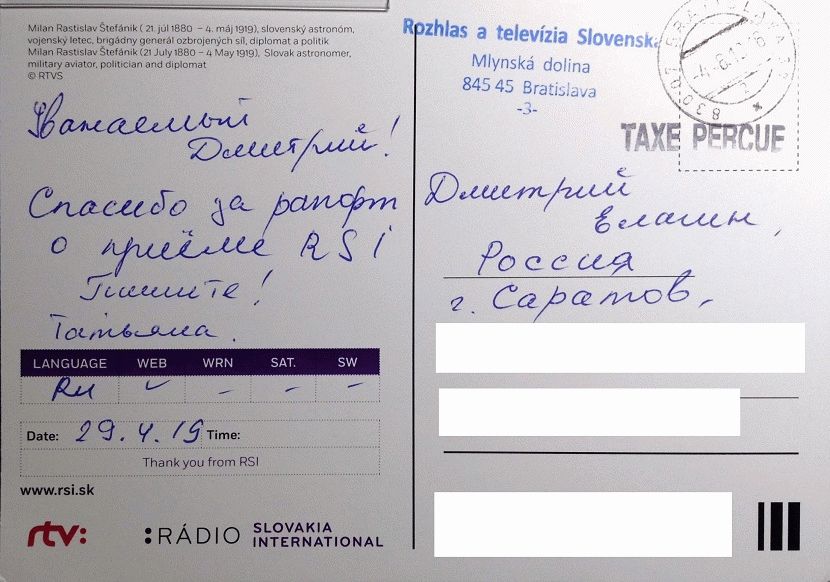 Milan Rastislav Štefánik ( 21. júl 1880 – 4. máj 1919), slovenský astronóm,
vojenský letec, brigádny generál ozbrojených síl, diplomat a politik
Milan Rastislav Štefánik (21 July 1880 – 4 May 1919), Slovak astronomer,
military aviator, politician and diplomat
© RTVS
Уважаемый
Дмитрий!
Спасибо за рапорт
о приёме RSI
Пишите!
Татьяна.
LANGUAGE WEB WRN SAT. SW
Ru ✓ – – –
Date: 29.4.19 Time:
Thank you from RSI
www.rsi.sk
rtv:
:RÁDIO SLOVAKIA
INTERNATIONAL
Rozhlas a televízia Slovenska
Mlynská dolina
845 45 Bratislava
-3-
BRATISLAVA
TAXE PERCUE
Дмитрий
Елагин,
Россия
г. Саратов,